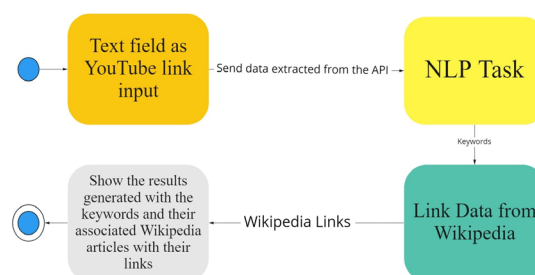 Text field as
YouTube link
input
Send data extracted from the API
NLP Task
Keywords
Link Data from
Wikipedia
Wikipedia Links
Show the results
generated with the
keywords and their
associated Wikipedia
articles with their
links